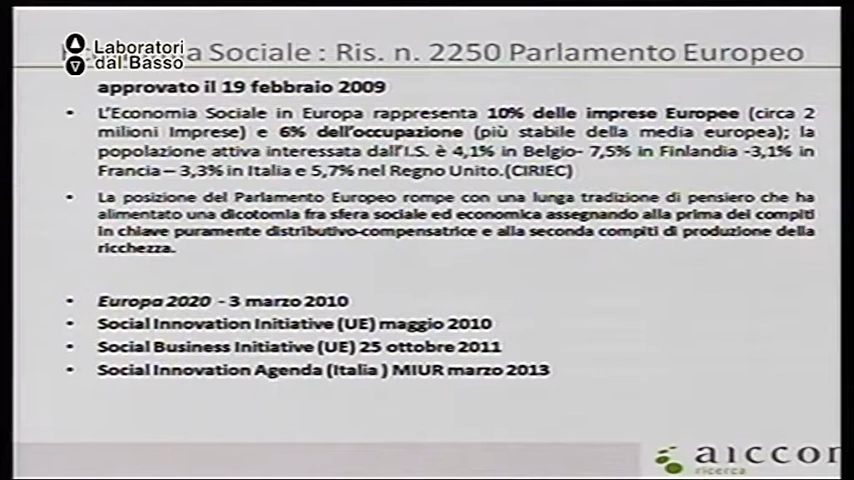 Laboratori
dal Basso
a Sociale : Ris. n. 2250 Parlamento Europeo
approvato il 19 febbraio 2009
• L'Economia Sociale in Europa rappresenta 10% delle imprese Europee (circa 2
milioni Imprese) e 6% dell'occupazione (più stabile della media europea); la
popolazione attiva interessata dall'I.S. è 4,1% in Belgio- 7,5% in Finlandia -3,1% in
Francia – 3,3% in Italia e 5,7% nel Regno Unito.(CIRIEC)
• La posizione del Parlamento Europeo rompe con una lunga tradizione di pensiero che ha
alimentato una dicotomia fra sfera sociale ed economica assegnando alla prima dei compiti
in chiave puramente distributivo-compensatrice e alla seconda compiti di produzione della
ricchezza.
• Europa 2020 - 3 marzo 2010
• Social Innovation Initiative (UE) maggio 2010
• Social Business Initiative (UE) 25 ottobre 2011
• Social Innovation Agenda (Italia ) MIUR marzo 2013
aiccon
ricerca